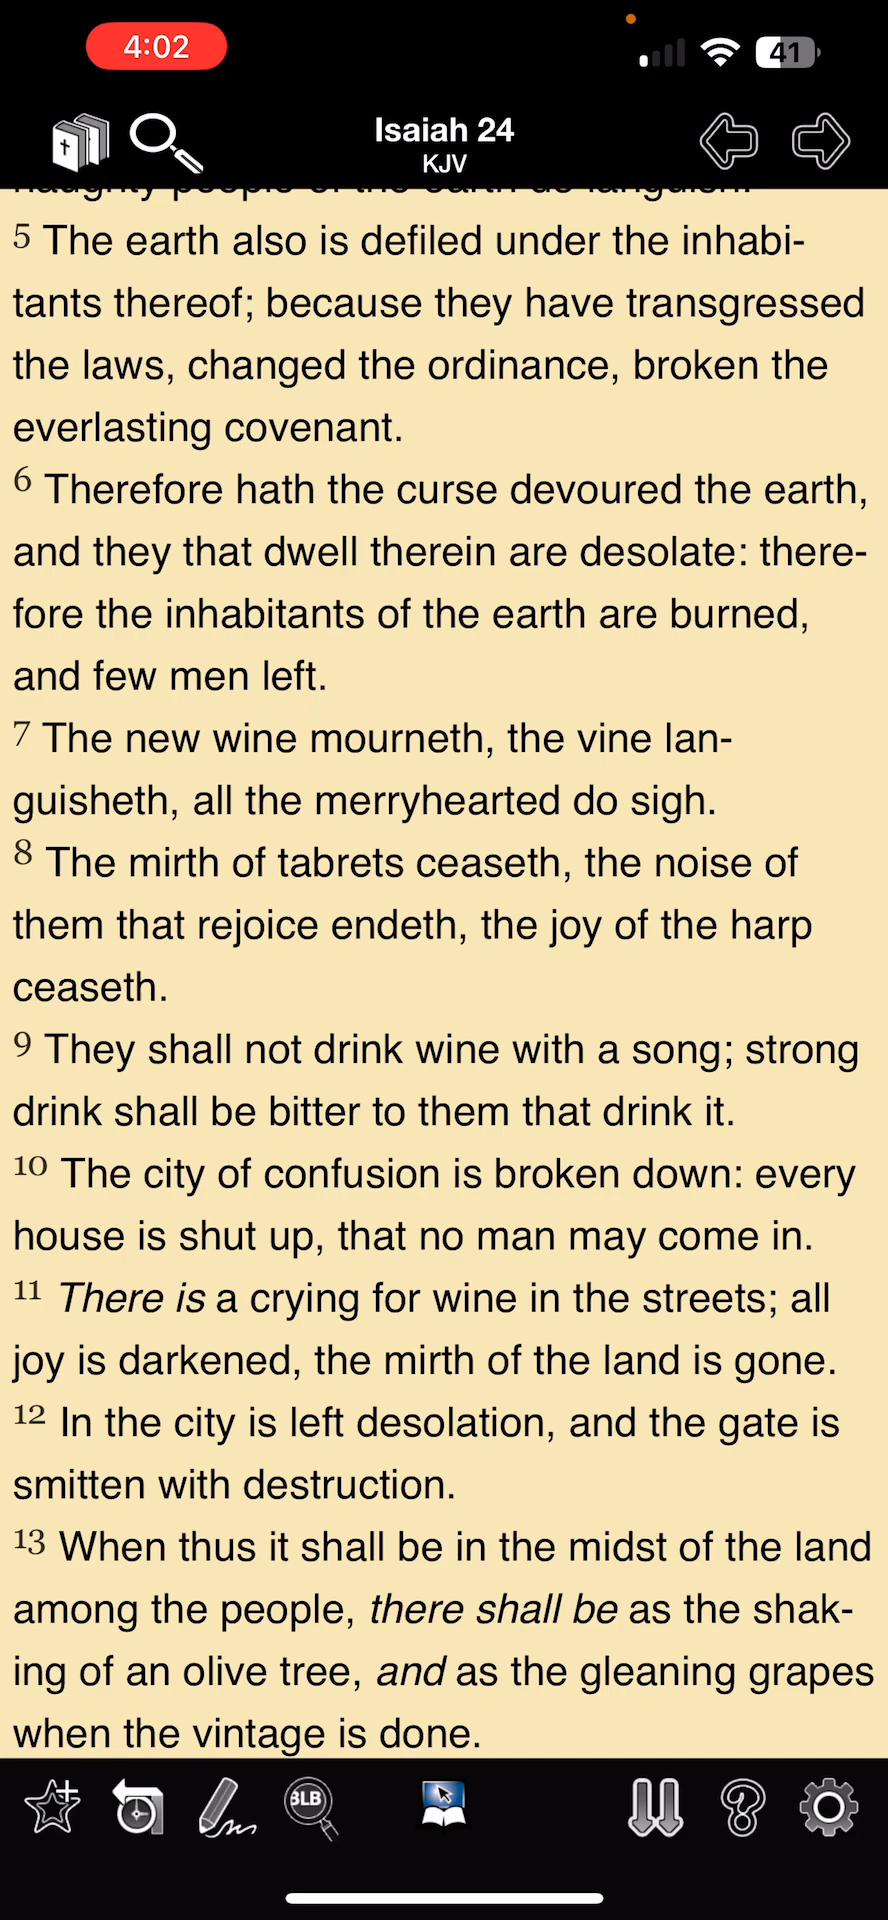 4:02
41
Isaiah 24
KJV
naughty people of the earth do languish.
5 The earth also is defiled under the inhabi-
tants thereof; because they have transgressed
the laws, changed the ordinance, broken the
everlasting covenant.
6 Therefore hath the curse devoured the earth,
and they that dwell therein are desolate: there-
fore the inhabitants of the earth are burned,
and few men left.
7 The new wine mourneth, the vine lan-
guisheth, all the merryhearted do sigh.
8 The mirth of tabrets ceaseth, the noise of
them that rejoice endeth, the joy of the harp
ceaseth.
9 They shall not drink wine with a song; strong
drink shall be bitter to them that drink it.
10 The city of confusion is broken down: every
house is shut up, that no man may come in.
11 There is a crying for wine in the streets; all
joy is darkened, the mirth of the land is gone.
12 In the city is left desolation, and the gate is
smitten with destruction.
13 When thus it shall be in the midst of the land
among the people, there shall be as the shak-
ing of an olive tree, and as the gleaning grapes
when the vintage is done.
BLB